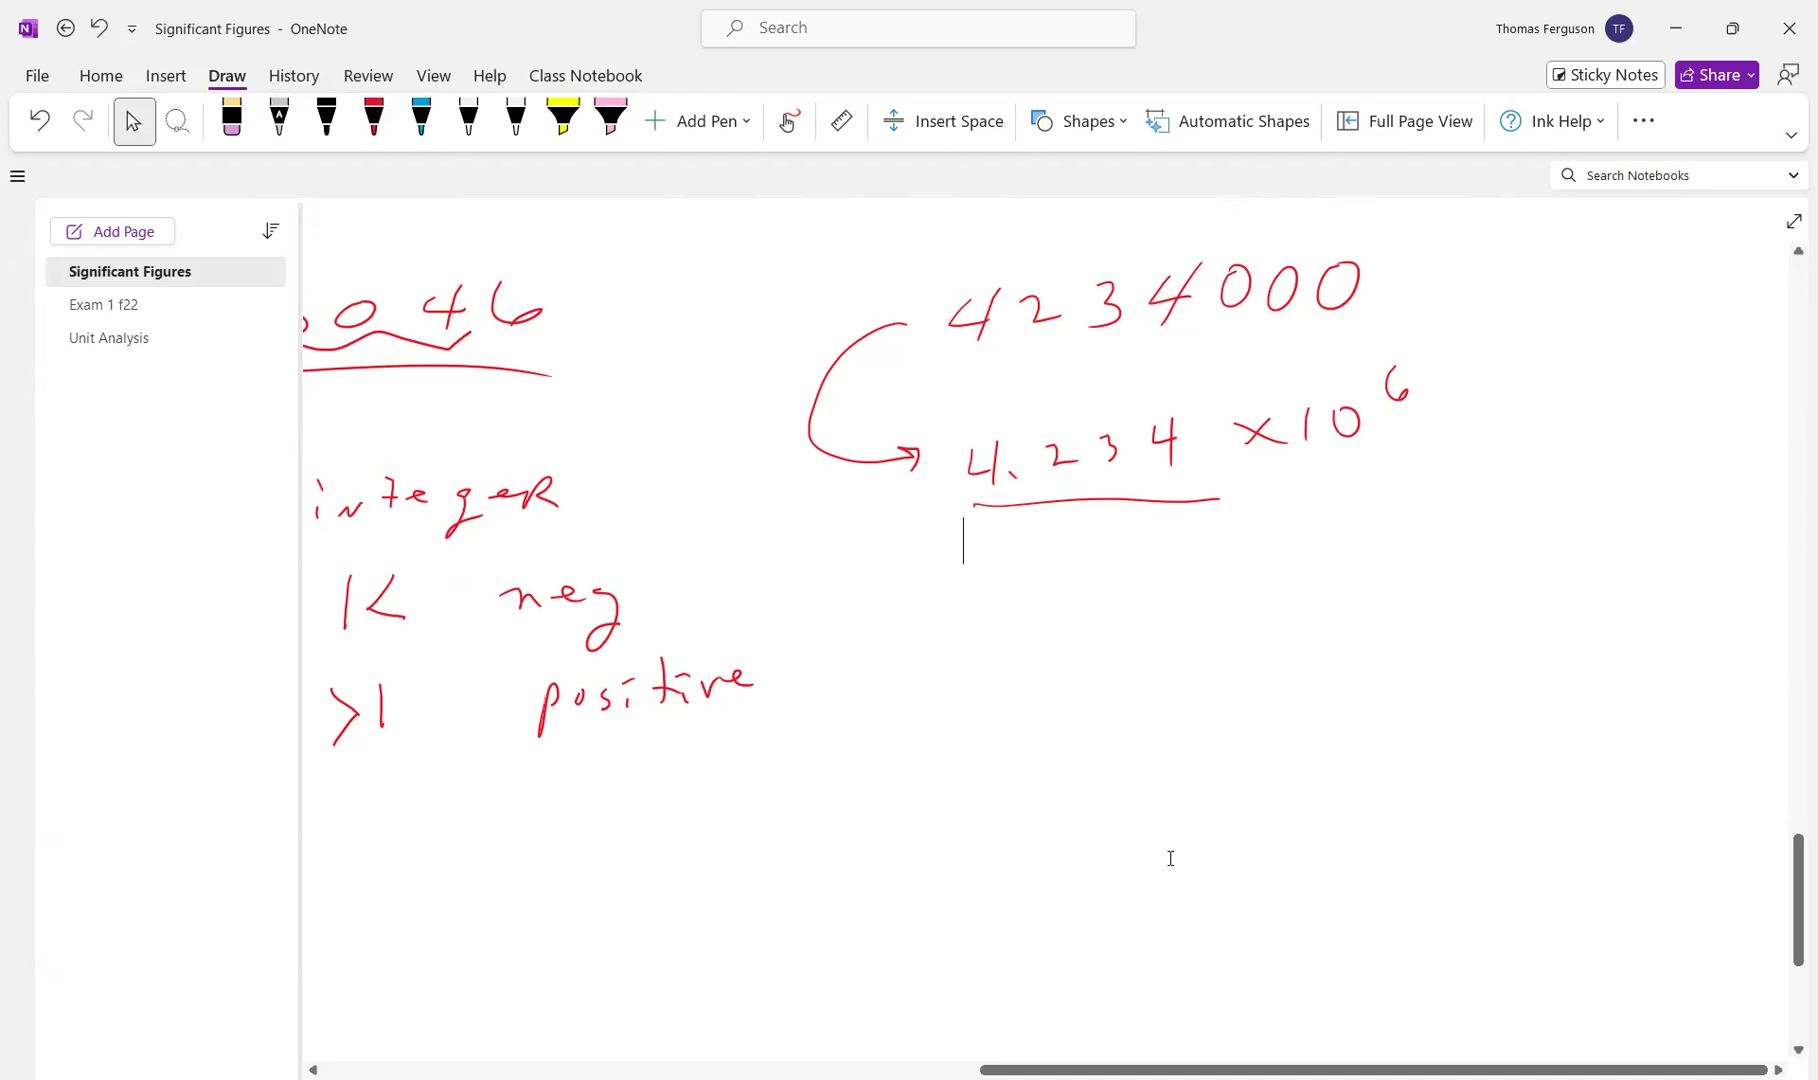 Significant Figures - OneNote
Search
Thomas Ferguson TF
File Home Insert Draw History Review View Help Class Notebook
Sticky Notes Share
Add Pen Insert Space Shapes Automatic Shapes Full Page View Ink Help
Search Notebooks
Add Page
Significant Figures
Exam 1 f22
Unit Analysis
046
integer
1< neg
>1 positive
4234000
4.234 x10^6